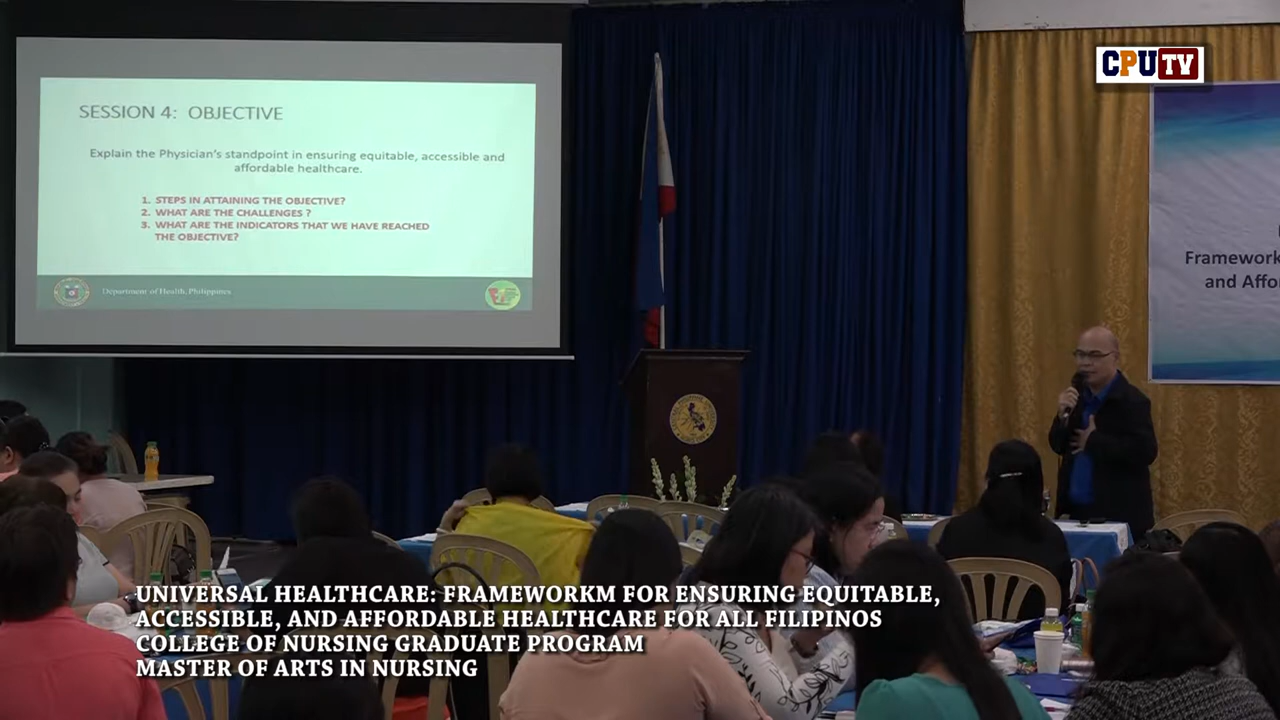 CPUTV
SESSION 4: OBJECTIVE
Explain the Physician's standpoint in ensuring equitable, accessible and
affordable healthcare.
1. STEPS IN ATTAINING THE OBJECTIVE?
2. WHAT ARE THE CHALLENGES ?
3. WHAT ARE THE INDICATORS THAT WE HAVE REACHED
THE OBJECTIVE?
Department of Health, Philippines
Framework
and Affo
UNIVERSAL HEALTHCARE: FRAMEWORKM FOR ENSURING EQUITABLE,
ACCESSIBLE, AND AFFORDABLE HEALTHCARE FOR ALL FILIPINOS
COLLEGE OF NURSING GRADUATE PROGRAM
MASTER OF ARTS IN NURSING